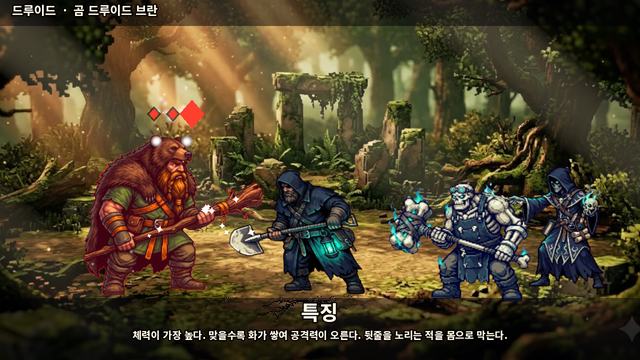 드루이드 · 곰 드루이드 브란
특징
체력이 가장 높다. 맞을수록 화가 쌓여 공격력이 오른다. 뒷줄을 노리는 적을 몸으로 막는다.